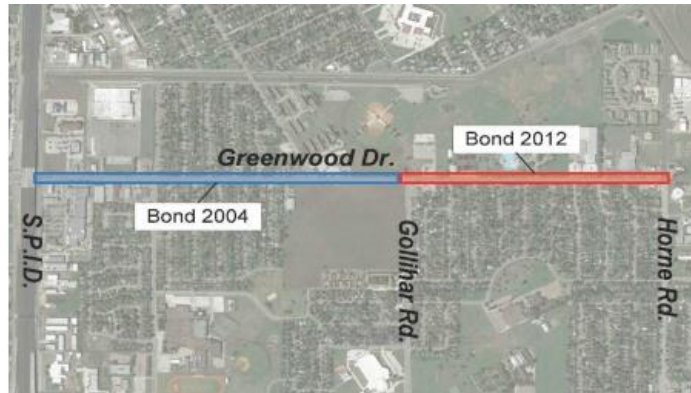 Bond 2012
Greenwood Dr.
Bond 2004
S.P.I.D.
Gollihar Rd.
Horne Rd.